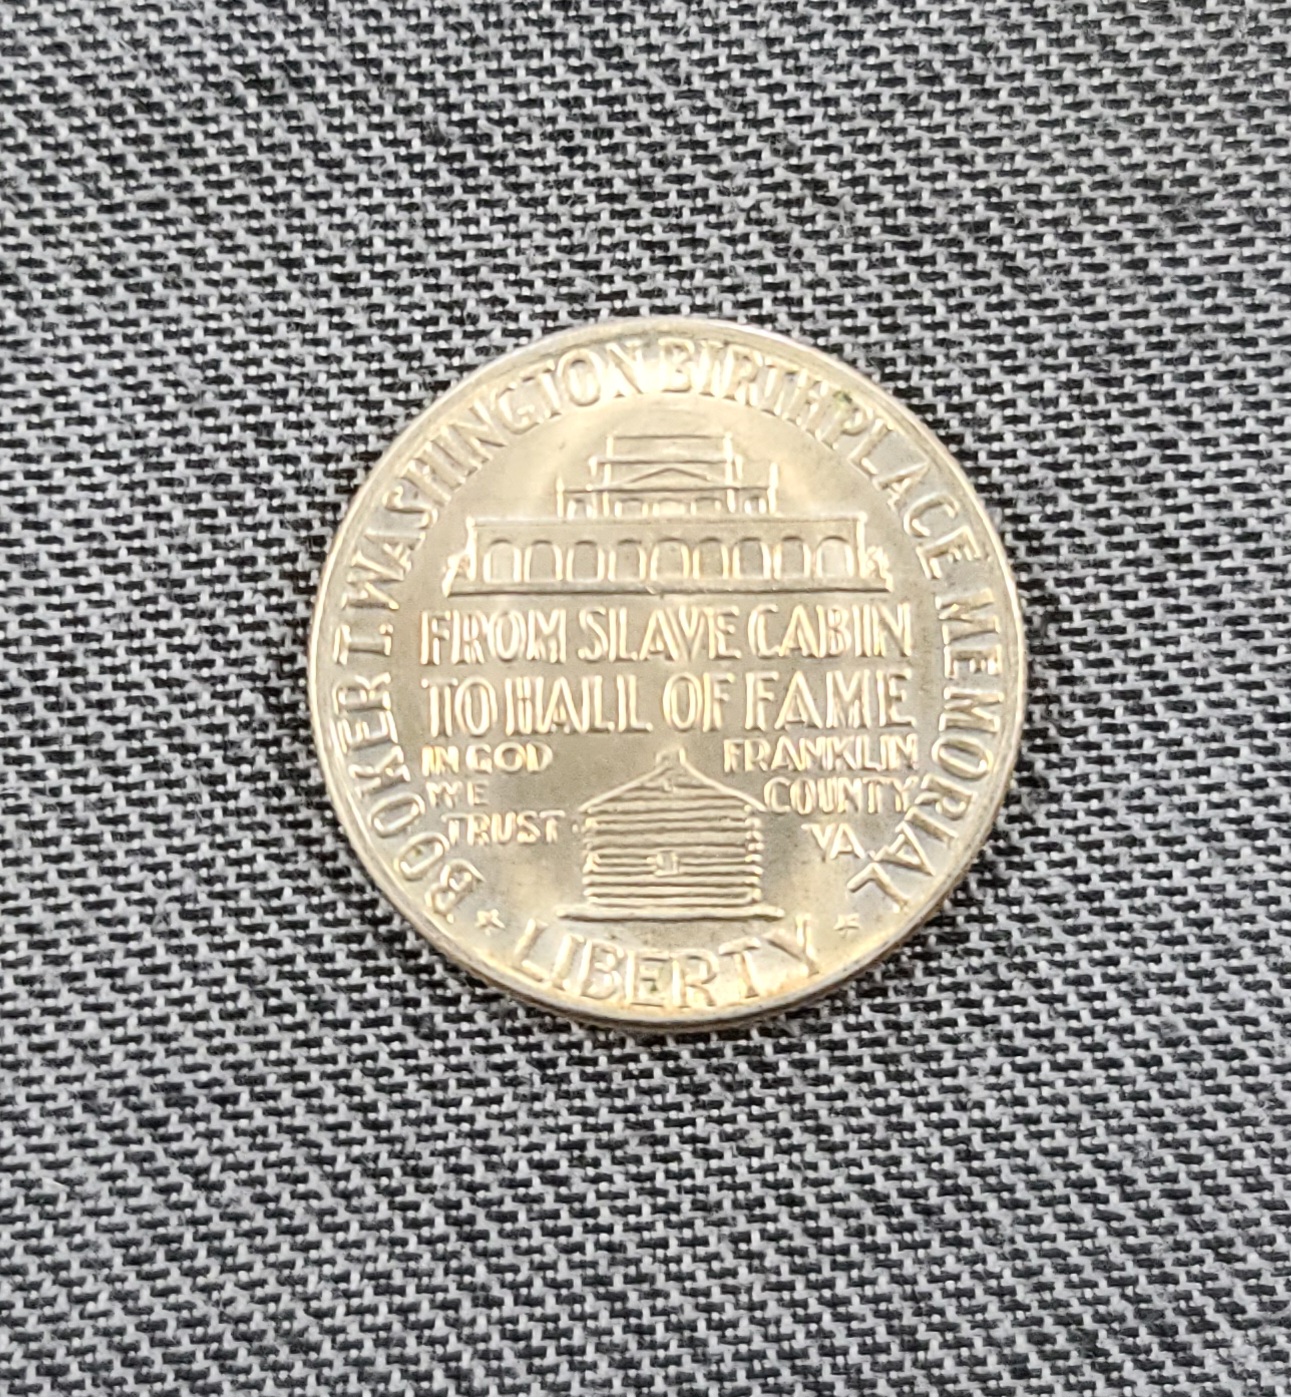 BOOKER T. WASHINGTON BIRTHPLACE MEMORIAL
FROM SLAVE CABIN
TO HALL OF FAME
IN GOD
WE
TRUST
FRANKLIN
COUNTY
VA.
LIBERTY